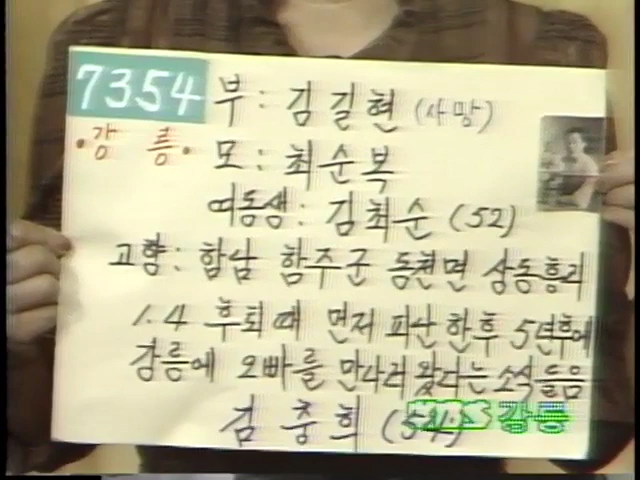 7354
·강릉·
부: 김길현 (사망)
모: 최순복
여동생: 김최순 (52)
고향: 함남 함주군 동천면 상동흥리
1.4 후퇴때 먼저 피산한후 5년후에
강릉에 오빠를 만나러 왔다는 소식들음
김충희 (54)
강릉